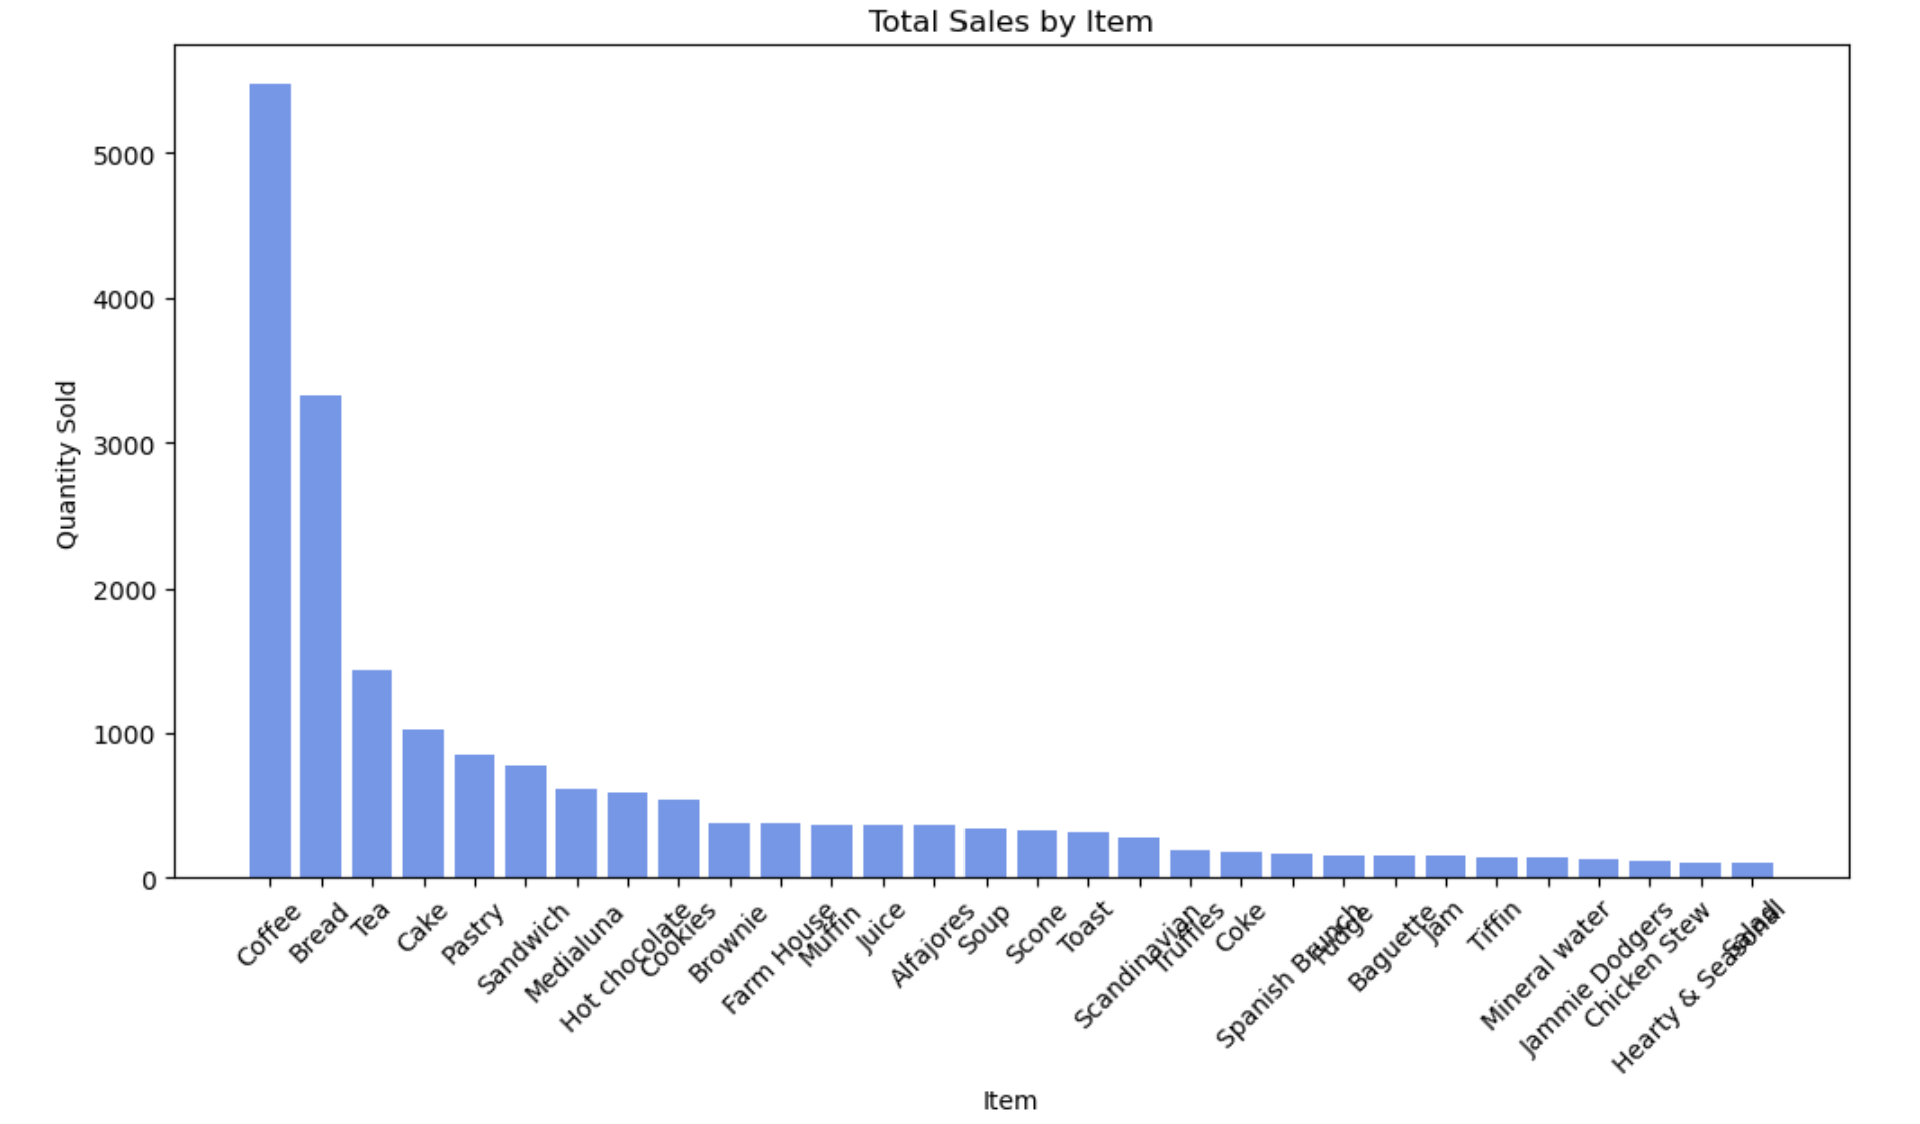 Total Sales by Item
Quantity Sold
5000
4000
3000
2000
1000
0
Coffee
Bread
Tea
Cake
Pastry
Sandwich
Medialuna
Hot chocolate
Cookies
Brownie
Farm House
Muffin
Juice
Alfajores
Soup
Scone
Toast
Scandinavian
Truffles
Coke
Spanish Brunch
Fudge
Baguette
Jam
Tiffin
Mineral water
Jammie Dodgers
Chicken Stew
Hearty & Seasonal
Salad
Item